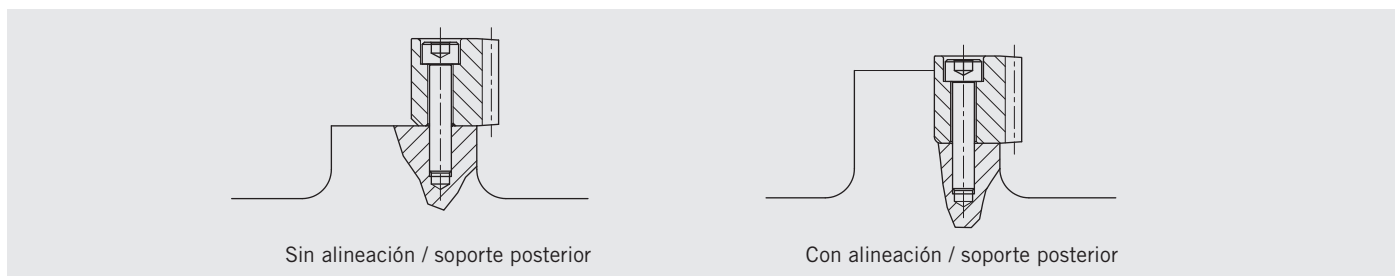 Sin alineación / soporte posterior
Con alineación / soporte posterior